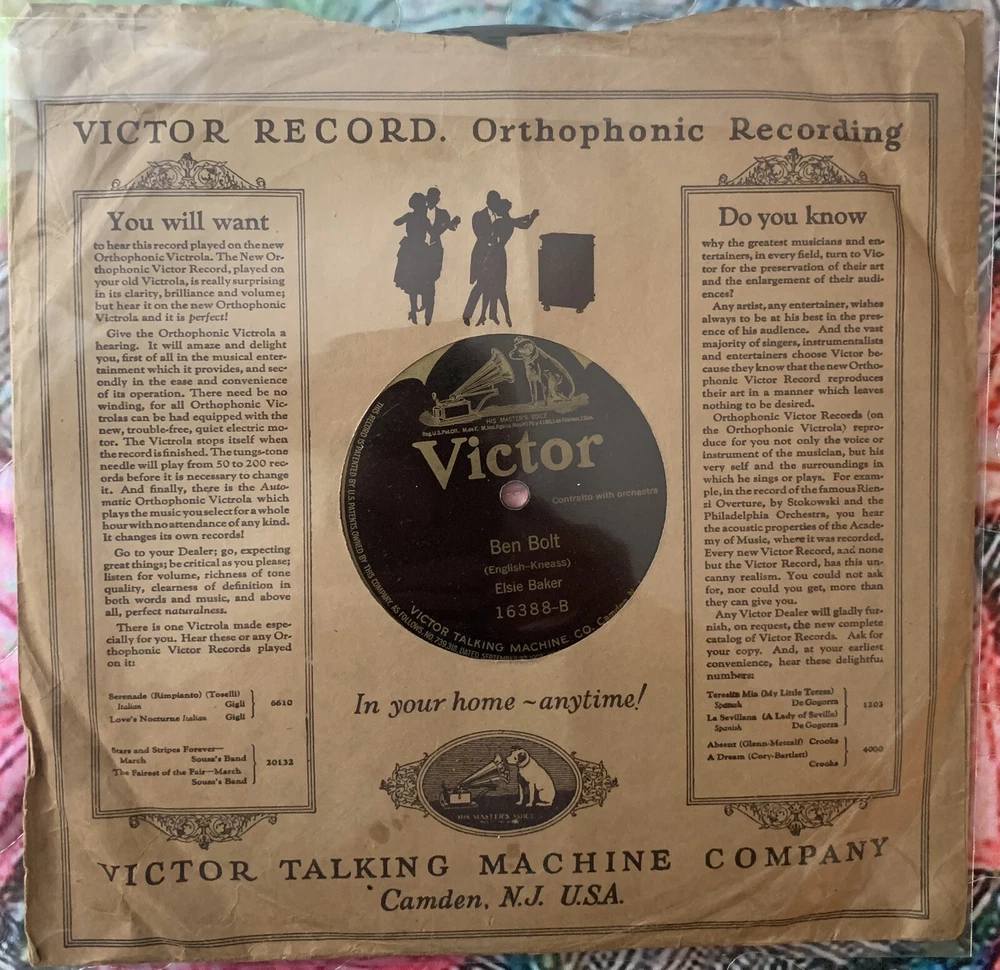 VICTOR RECORD. Orthophonic Recording
You will want
to hear this record played on the new
Orthophonic Victrola. The New Or-
thophonic Victor Record, played on
your old Victrola, is really surprising
in its clarity, brilliance and volume;
but hear it on the new Orthophonic
Victrola and it is perfect!
Give the Orthophonic Victrola a
hearing. It will amaze and delight
you, first of all in the musical enter-
tainment which it provides, and sec-
ondly in the ease and convenience
of its operation. There need be no
winding, for all Orthophonic Vic-
trolas can be had equipped with the
new, trouble-free, quiet electric mo-
tor. The Victrola stops itself when
the record is finished. The tungs-tone
needle will play from 50 to 200 rec-
ords before it is necessary to change
it. And finally, there is the Auto-
matic Orthophonic Victrola which
plays the music you select for a whole
hour with no attendance of any kind.
It changes its own records!
Go to your Dealer; go, expecting
great things; be critical as you please;
listen for volume, richness of tone
quality, clearness of definition in
both words and music, and above
all, perfect naturalness.
There is one Victrola made espe-
cially for you. Hear these or any Or-
thophonic Victor Records played
on it:
Serenade (Rimpianto) (Toselli)
Italian Gigli
Love's Nocturne Italian Gigli
6610
Stars and Stripes Forever—
March Sousa's Band
The Fairest of the Fair—March
Sousa's Band
20132
HIS MASTER'S VOICE
Victor
Contralto with orchestra
Ben Bolt
(English-Kneass)
Elsie Baker
16388-B
VICTOR TALKING MACHINE. CO.
THIS RECORD IS PATENTED BY U.S. PATENTS, OWNED BY THIS COMPANY, AS FOLLOWS: NO. 739,318, DATED SEPTEMBER
In your home ~ anytime!
HIS MASTER'S VOICE
Do you know
why the greatest musicians and en-
tertainers, in every field, turn to Vic-
tor for the preservation of their art
and the enlargement of their audi-
ences?
Any artist, any entertainer, wishes
always to be at his best in the pres-
ence of his audience. And the vast
majority of singers, instrumentalists
and entertainers choose Victor be-
cause they know that the new Ortho-
phonic Victor Record reproduces
their art in a manner which leaves
nothing to be desired.
Orthophonic Victor Records (on
the Orthophonic Victrola) repro-
duce for you not only the voice or
instrument of the musician, but his
very self and the surroundings in
which he sings or plays. For exam-
ple, in the record of the famous Rien-
zi Overture, by Stokowski and the
Philadelphia Orchestra, you hear
the acoustic properties of the Acade-
my of Music, where it was recorded.
Every new Victor Record, and none
but the Victor Record, has this un-
canny realism. You could not ask
for, nor could you get, more than
they can give you.
Any Victor Dealer will gladly fur-
nish, on request, the new complete
catalog of Victor Records. Ask for
your copy. And, at your earliest
convenience, hear these delightful
numbers:
Teresita Mia (My Little Teresa)
Spanish De Gogorza
La Sevillana (A Lady of Seville)
Spanish De Gogorza
1203
Absent (Glenn-Metcalf) Crooks
A Dream (Cory-Bartlett)
Crooks
4000
VICTOR TALKING MACHINE COMPANY
Camden, N.J. U.S.A.